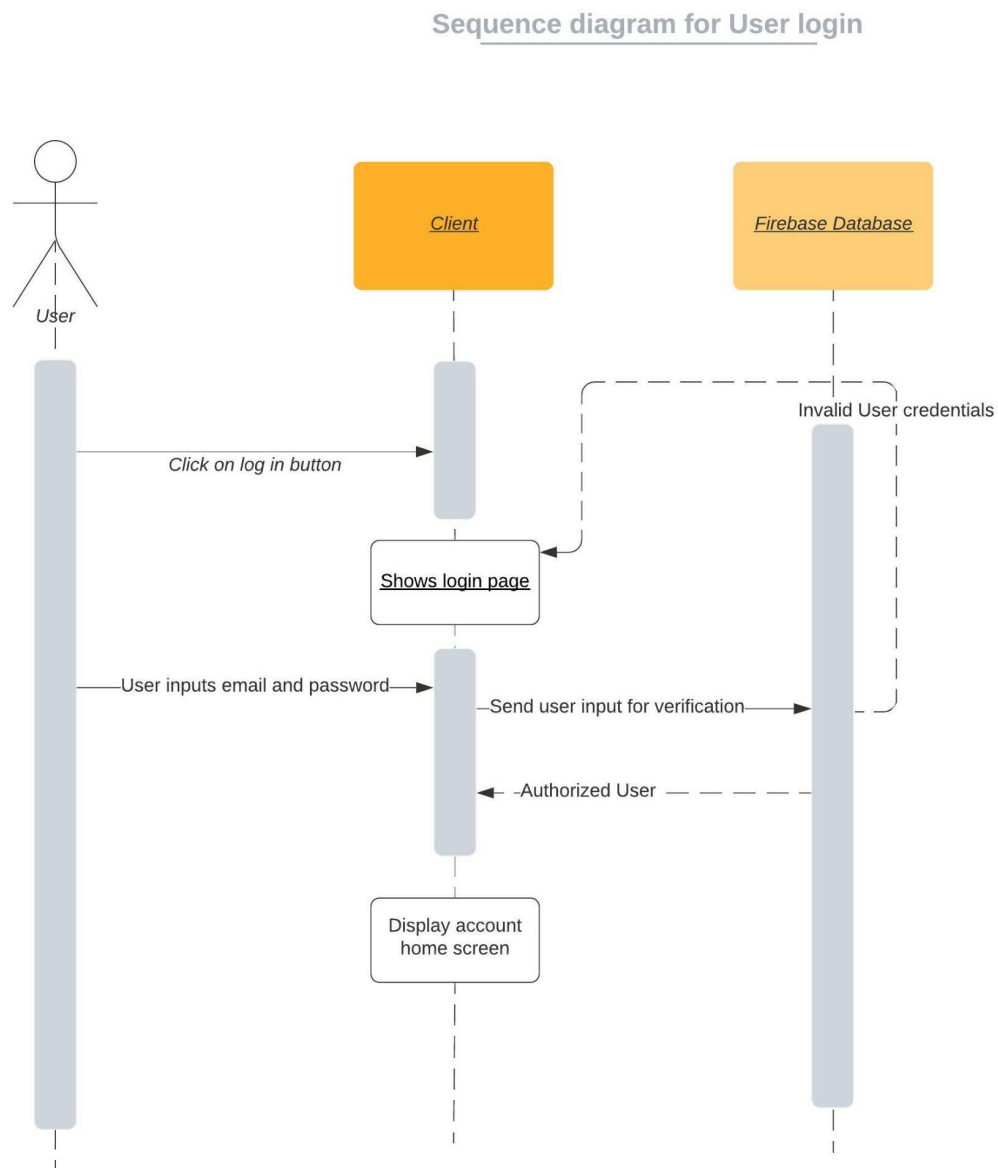 Sequence diagram for User login
Client
Firebase Database
User
Invalid User credentials
Click on log in button
Shows login page
User inputs email and password
Send user input for verification
Authorized User
Display account
home screen